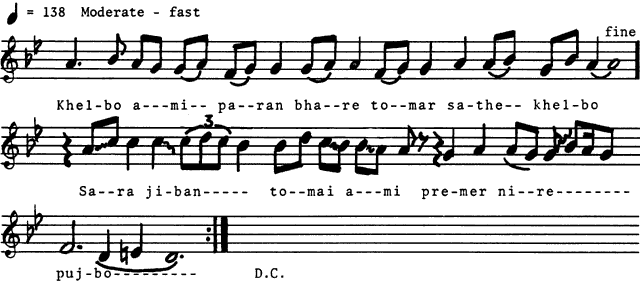 ♩ = 138 Moderate - fast
fine
Khel-bo a---mi-- pa--ran bha--re to--mar sa-the-- khel-bo
3
Sa--ra ji-ban----- to--mai a---mi pre-mer ni--re--------
puj-bo--------- D.C.